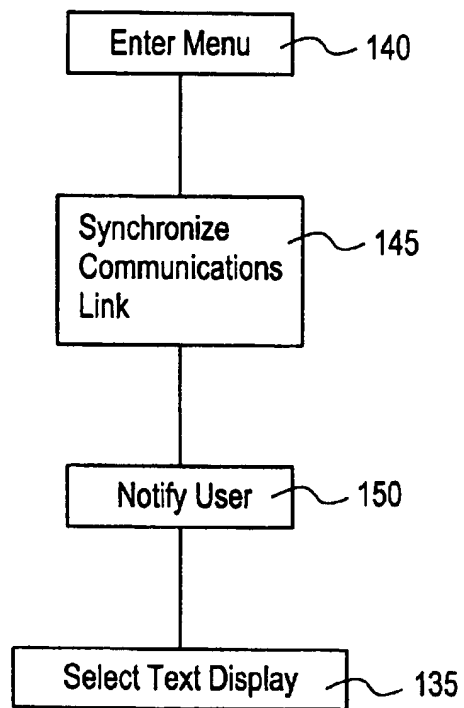 Enter Menu
140
Synchronize
Communications
Link
145
Notify User
150
Select Text Display
135